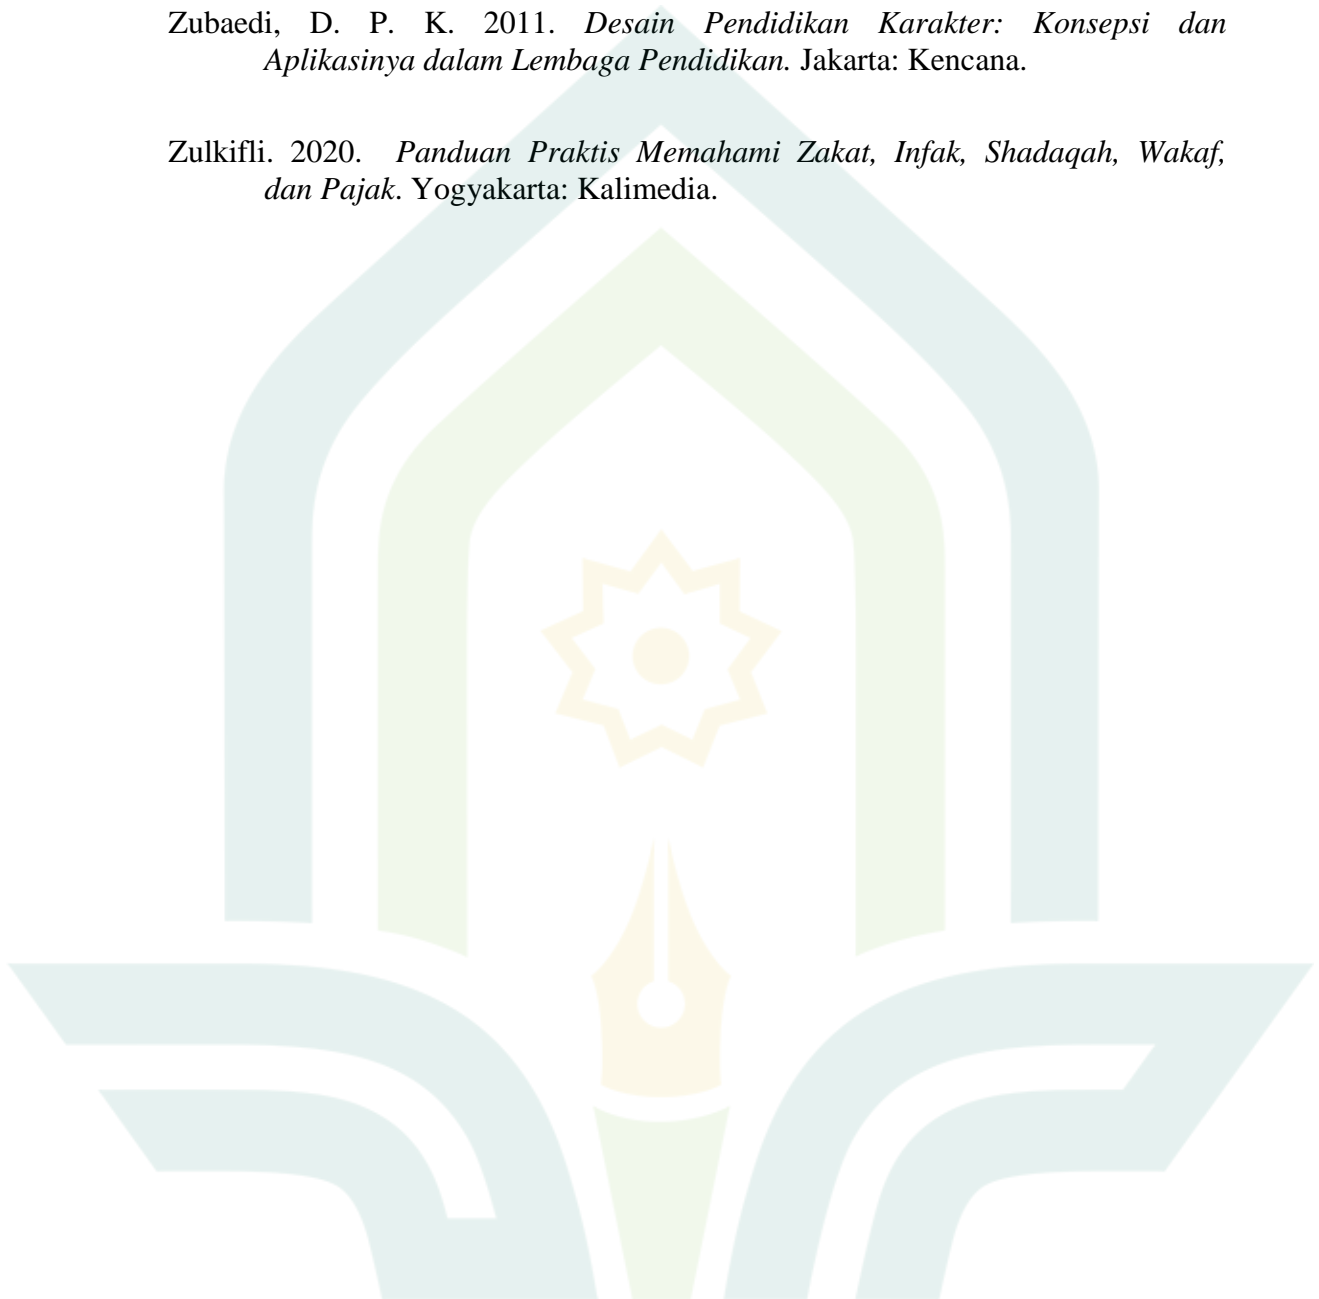 Zubaedi, D. P. K. 2011. Desain Pendidikan Karakter: Konsepsi dan
Aplikasinya dalam Lembaga Pendidikan. Jakarta: Kencana.
Zulkifli. 2020. Panduan Praktis Memahami Zakat, Infak, Shadaqah, Wakaf,
dan Pajak. Yogyakarta: Kalimedia.